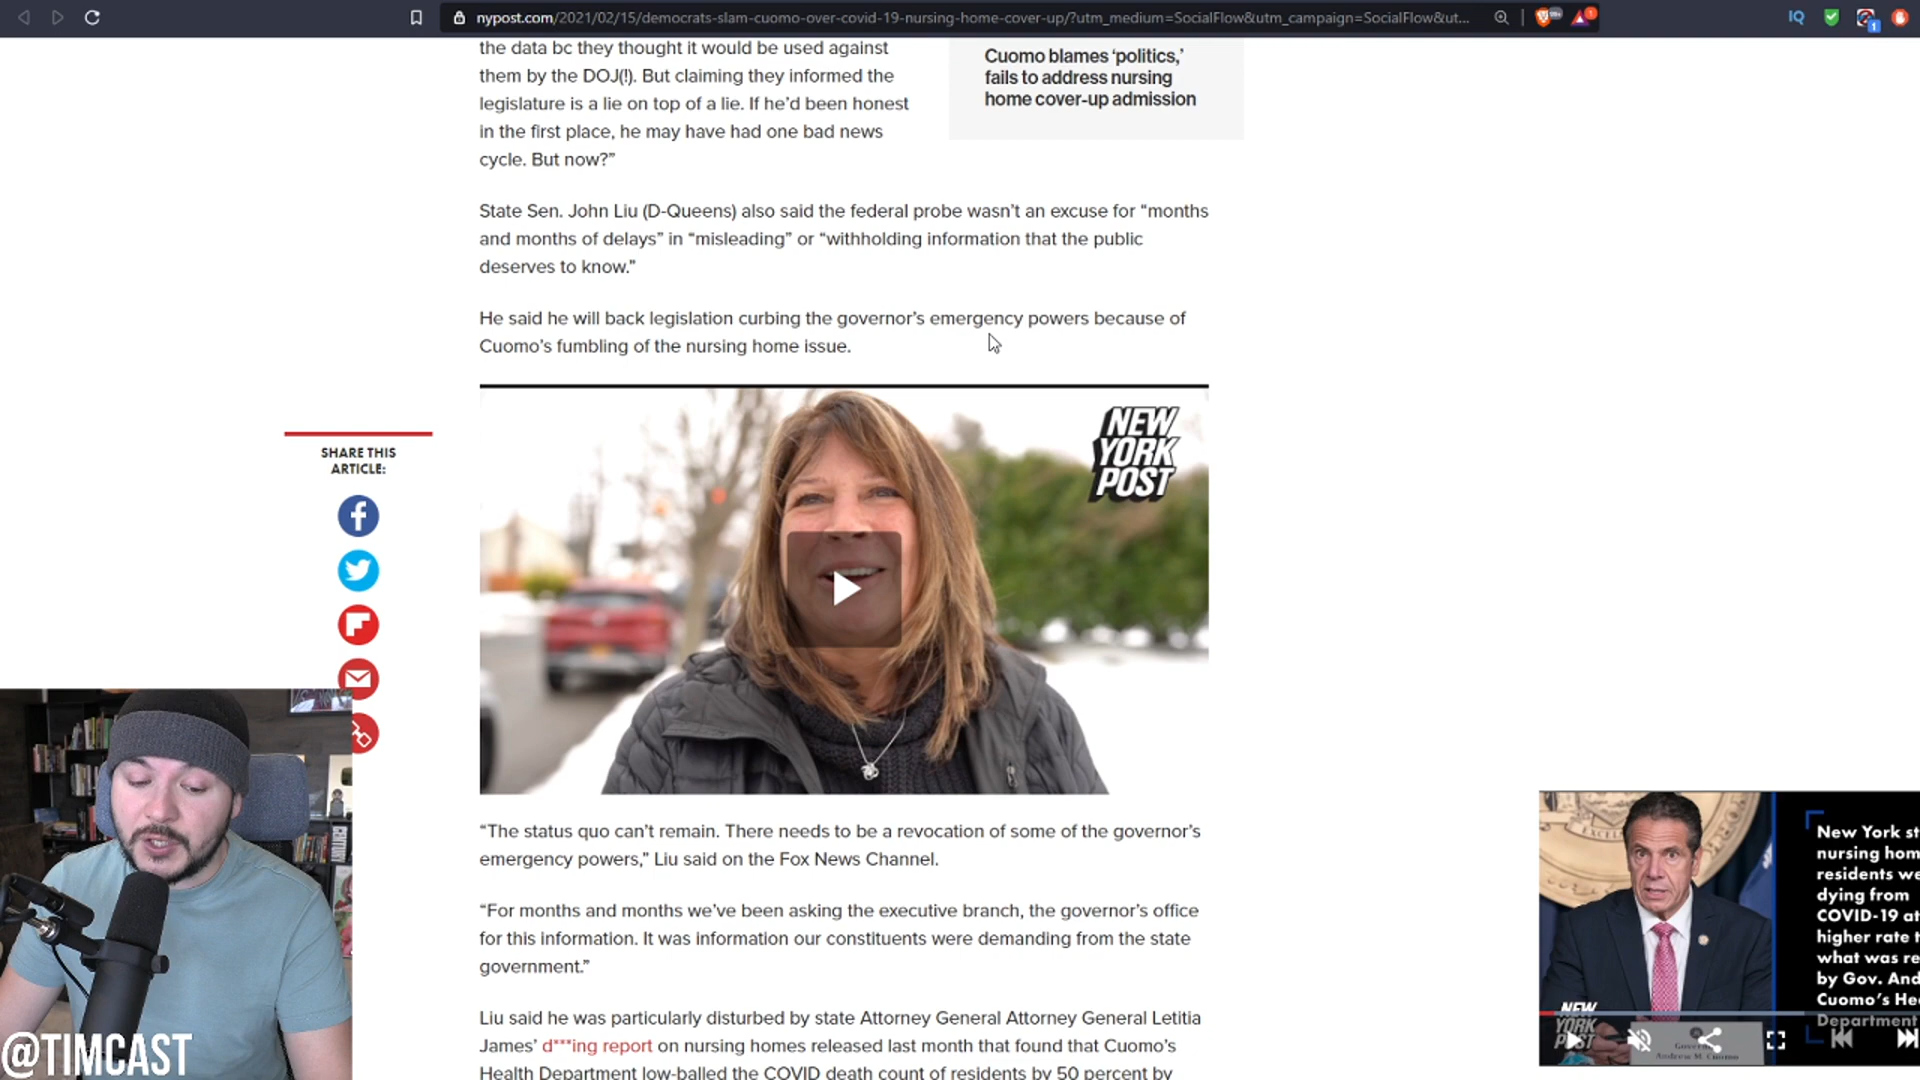 nypost.com/2021/02/15/democrats-slam-cuomo-over-covid-19-nursing-home-cover-up/?utm_medium=SocialFlow&utm_campaign=SocialFlow&ut...
IQ
1
the data bc they thought it would be used against
them by the DOJ(!). But claiming they informed the
legislature is a lie on top of a lie. If he’d been honest
in the first place, he may have had one bad news
cycle. But now?”
Cuomo blames ‘politics,’
fails to address nursing
home cover-up admission
State Sen. John Liu (D-Queens) also said the federal probe wasn’t an excuse for “months
and months of delays” in “misleading” or “withholding information that the public
deserves to know.”
He said he will back legislation curbing the governor’s emergency powers because of
Cuomo’s fumbling of the nursing home issue.
SHARE THIS
ARTICLE:
NEW
YORK
POST
“The status quo can’t remain. There needs to be a revocation of some of the governor’s
emergency powers,” Liu said on the Fox News Channel.
“For months and months we’ve been asking the executive branch, the governor’s office
for this information. It was information our constituents were demanding from the state
government.”
Liu said he was particularly disturbed by state Attorney General Attorney General Letitia
James’ d***ing report on nursing homes released last month that found that Cuomo’s
Health Department low-balled the COVID death count of residents by 50 percent by
@TIMCAST
New York st
nursing hom
residents we
dying from
COVID-19 at
higher rate t
what was re
by Gov. And
Cuomo’s He
Department
NEW
YORK
POST
Andrew M. Cuomo